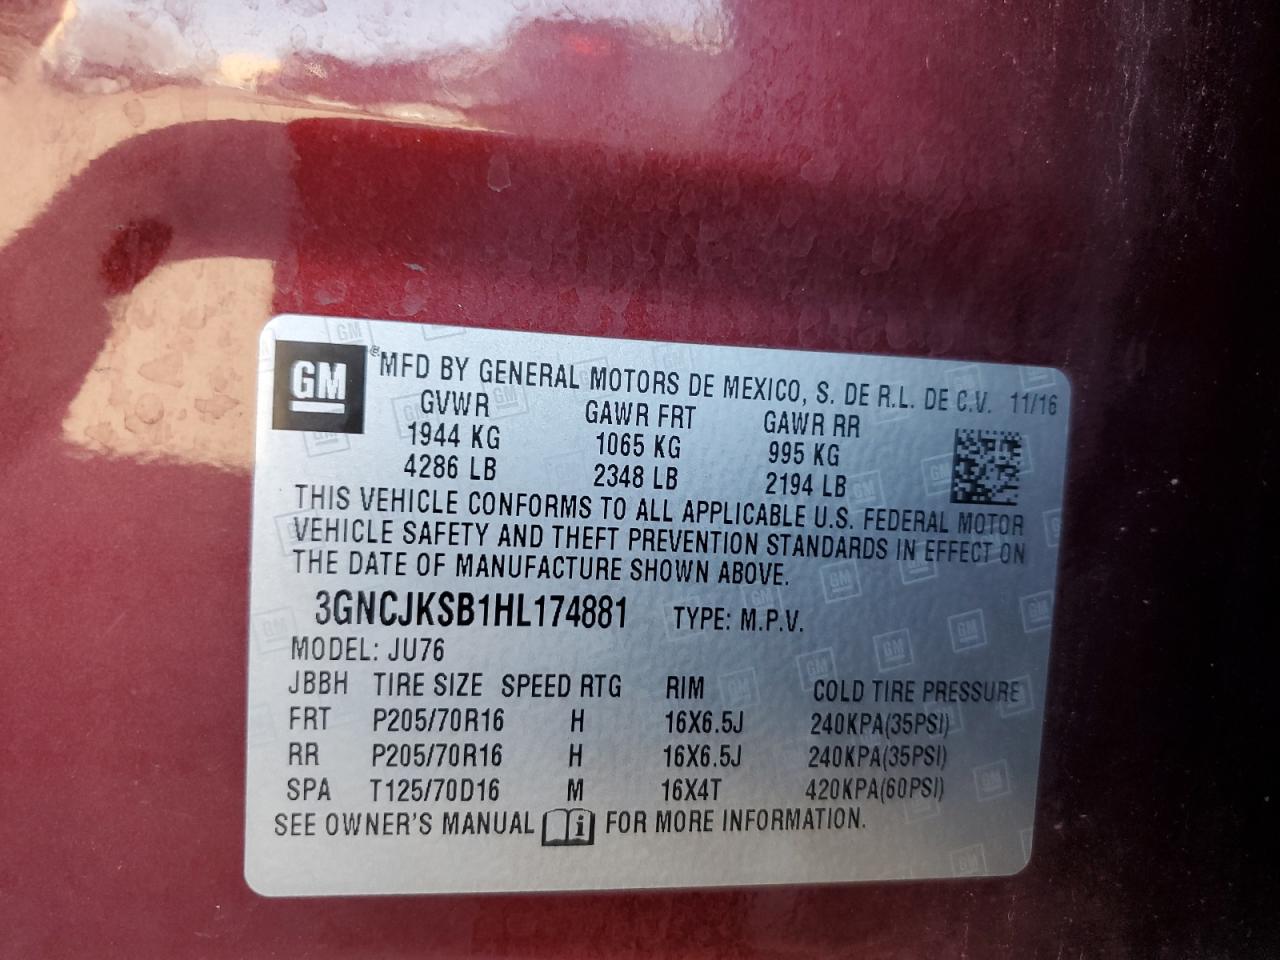 GM ® MFD BY GENERAL MOTORS DE MEXICO, S. DE R.L. DE C.V. 11/16
GVWR GAWR FRT GAWR RR
1944 KG 1065 KG 995 KG
4286 LB 2348 LB 2194 LB
THIS VEHICLE CONFORMS TO ALL APPLICABLE U.S. FEDERAL MOTOR
VEHICLE SAFETY AND THEFT PREVENTION STANDARDS IN EFFECT ON
THE DATE OF MANUFACTURE SHOWN ABOVE.
3GNCJKSB1HL174881 TYPE: M.P.V.
MODEL: JU76
JBBH TIRE SIZE SPEED RTG RIM COLD TIRE PRESSURE
FRT P205/70R16 H 16X6.5J 240KPA(35PSI)
RR P205/70R16 H 16X6.5J 240KPA(35PSI)
SPA T125/70D16 M 16X4T 420KPA(60PSI)
SEE OWNER'S MANUAL i FOR MORE INFORMATION.